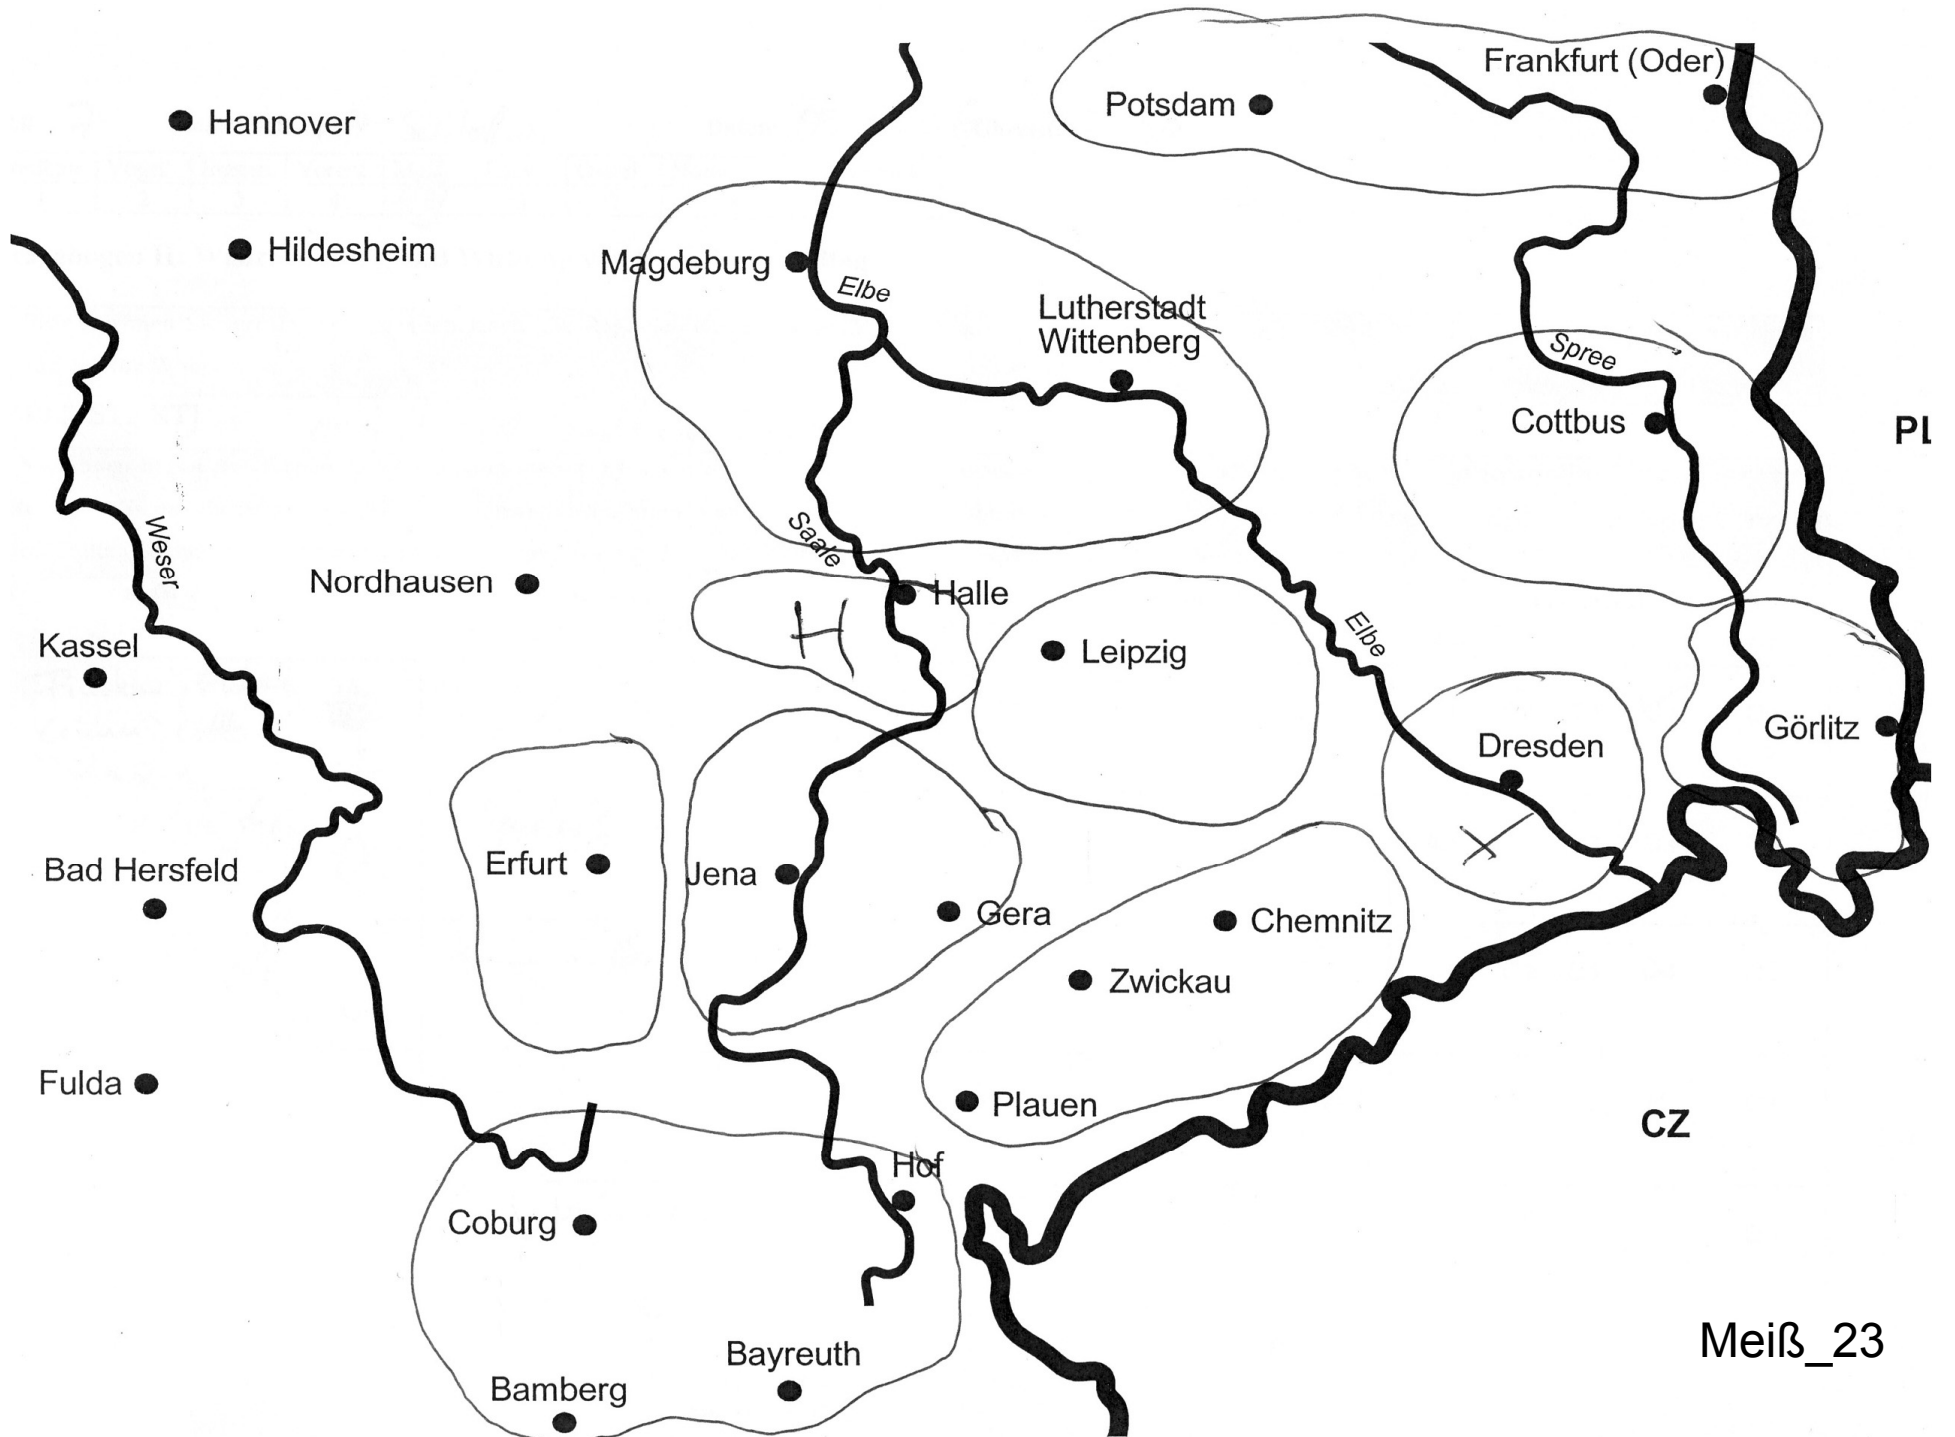 Frankfurt (Oder)
Potsdam
Hannover
Hildesheim
Magdeburg
Elbe
Lutherstadt
Wittenberg
Spree
Cottbus
PL
Saale
Weser
Nordhausen
Halle
H
Kassel
Leipzig
Elbe
Görlitz
Dresden
X
Erfurt
Jena
Bad Hersfeld
Gera
Chemnitz
Zwickau
Fulda
Plauen
CZ
Hof
Coburg
Bayreuth
Bamberg
Meiß_23